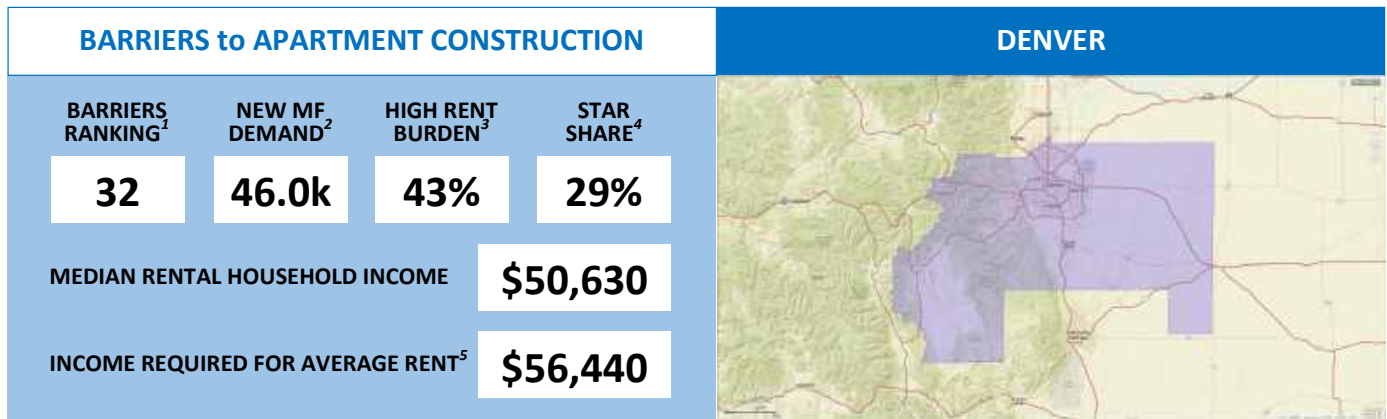 BARRIERS to APARTMENT CONSTRUCTION
DENVER
BARRIERS
RANKING1
NEW MF
DEMAND2
HIGH RENT
BURDEN3
STAR
SHARE4
32
46.0k
43%
29%
MEDIAN RENTAL HOUSEHOLD INCOME
$50,630
INCOME REQUIRED FOR AVERAGE RENT5
$56,440